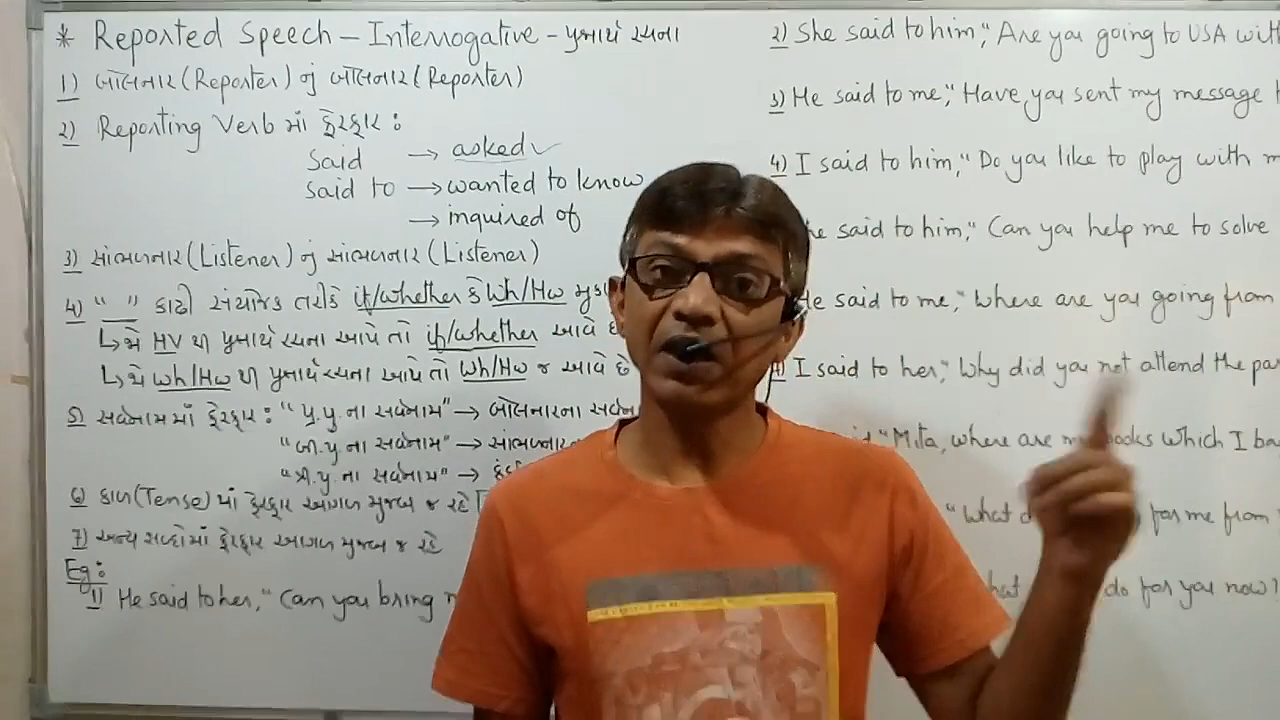 * Reported Speech – Interrogative – પ્રશ્નાર્થ રચના
1) બોલનાર (Reporter) નું બોલનાર (Reporter)
2) Reporting Verb માં ફેરફાર :
said → asked
said to → wanted to know
→ inquired of
3) સાંભળનાર (Listener) નું સાંભળનાર (Listener)
4) “ ” કાઢી સંયોજક તરીકે if/whether કે Wh/Hw
↳ જો HV થી પ્રશ્નાર્થ રચના આપે તો if/whether આવે
↳ જો Wh/Hw થી પ્રશ્નાર્થ રચના આપે તો Wh/Hw જ આવે છે
5) સર્વનામમાં ફેરફાર : “પ્ર.પુ.ના સર્વનામ” → બોલનારના
“બી.પુ ના સર્વનામ” →
“ત્રી.પુ ના સર્વનામ” →
6) કાળ (Tense) માં ફેરફાર આગળ મુજબ જ રહે
7) અન્ય શબ્દોમાં ફેરફાર આગળ મુજબ જ રહે
Eg:
1) He said to her, “Can you bring
2) She said to him, “Are you going to USA
3) He said to me, “Have you sent my message
4) I said to him, “Do you like to play with
said to him, “Can you help me to solve
He said to me, “Where are you going from
I said to her, “Why did you not attend the
“Mita, where are my books which I
“What for me from
do for you now?